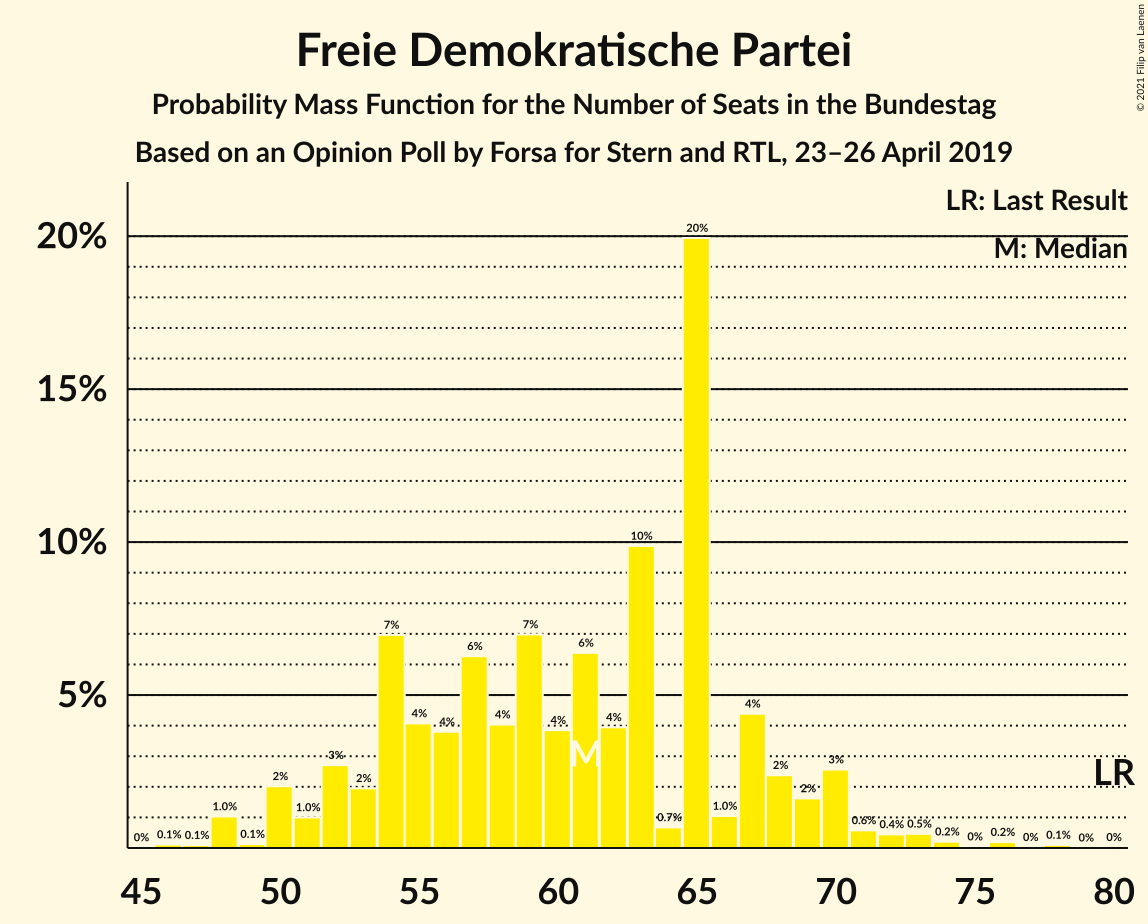 Freie Demokratische Partei
Probability Mass Function for the Number of Seats in the Bundestag
Based on an Opinion Poll by Forsa for Stern and RTL, 23–26 April 2019
© 2021 Filip van Laenen
LR: Last Result
M: Median
20%
15%
10%
5%
0% 0.1% 0.1% 1.0% 0.1% 2% 1.0% 3% 2% 7% 4% 4% 6% 4% 7% 4% 6% 4% 10% 0.7% 20% 1.0% 4% 2% 2% 3% 0.6% 0.4% 0.5% 0.2% 0% 0.2% 0% 0.1% 0% 0%
M
LR
45 50 55 60 65 70 75 80